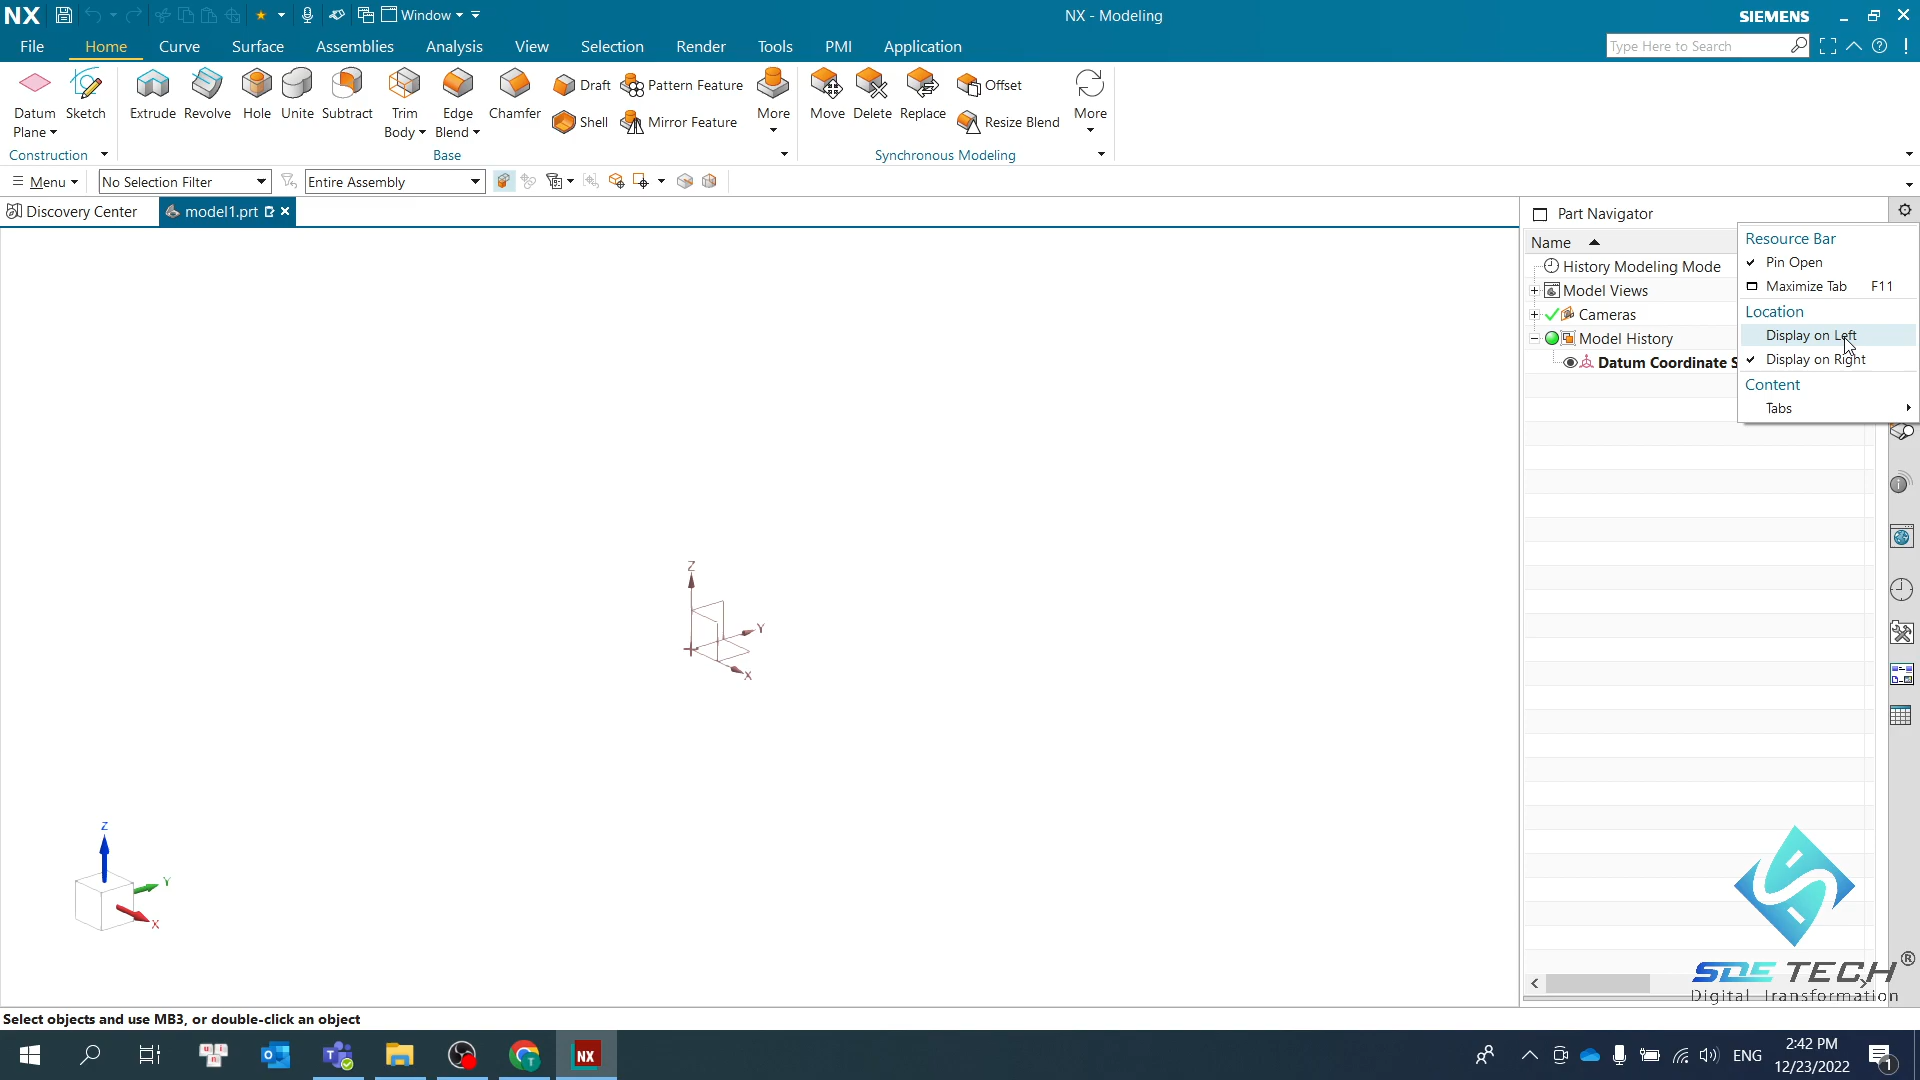 NX
Window
NX - Modeling
SIEMENS
File
Home
Curve
Surface
Assemblies
Analysis
View
Selection
Render
Tools
PMI
Application
Type Here to Search
Datum Plane
Sketch
Extrude
Revolve
Hole
Unite
Subtract
Trim Body
Edge Blend
Chamfer
Draft
Shell
Pattern Feature
Mirror Feature
More
Move
Delete
Replace
Offset
Resize Blend
More
Construction
Base
Synchronous Modeling
Menu
No Selection Filter
Entire Assembly
Discovery Center
model1.prt
Part Navigator
Name
History Modeling Mode
Model Views
Cameras
Model History
Datum Coordinate S
Resource Bar
Pin Open
Maximize Tab F11
Location
Display on Left
Display on Right
Content
Tabs
Z
Y
X
Z
Y
X
SDE TECH ®
Digital Transformation
Select objects and use MB3, or double-click an object
NX
ENG
2:42 PM
12/23/2022
1